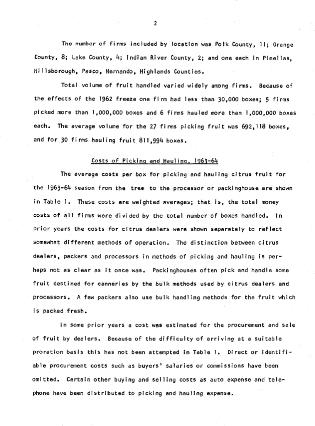 2
The number of firms included by location was Polk County, 11; Orange
County, 8; Lake County, 4; Indian River County, 2; and one each in Pinellas,
Hillsborough, Pasco, Hernando, Highlands Counties.
Total volume of fruit handled varied widely among firms. Because of
the effects of the 1962 freeze one firm had less than 30,000 boxes; 5 firms
picked more than 1,000,000 boxes and 6 firms hauled more than 1,000,000 boxes
each. The average volume for the 27 firms picking fruit was 692,118 boxes,
and for 30 firms hauling fruit 811,994 boxes.
Costs of Picking and Hauling, 1963-64
The average costs per box for picking and hauling citrus fruit for
the 1963-64 season from the tree to the processor or packinghouse are shown
in Table 1. These costs are weighted averages; that is, the total money
costs of all firms were divided by the total number of boxes handled. In
prior years the costs for citrus dealers were shown separately to reflect
somewhat different methods of operation. The distinction between citrus
dealers, packers and processors in methods of picking and hauling is per-
haps not as clear as it once was. Packinghouses often pick and handle some
fruit destined for canneries by the bulk methods used by citrus dealers and
processors. A few packers also use bulk handling methods for the fruit which
is packed fresh.
In some prior years a cost was estimated for the procurement and sale
of fruit by dealers. Because of the difficulty of arriving at a suitable
proration basis this has not been attempted in Table 1. Direct or identifi-
able procurement costs such as buyers' salaries or commissions have been
omitted. Certain other buying and selling costs as auto expense and tele-
phone have been distributed to picking and hauling expense.